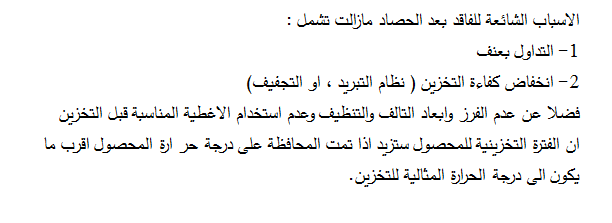 الاسباب الشائعة للفاقد بعد الحصاد مازالت تشمل :
1- التداول بعنف
2- انخفاض كفاءة التخزين ( نظام التبريد ، او التجفيف)
فضلا عن عدم الفرز وابعاد التالف والتنظيف وعدم استخدام الاغطية المناسبة قبل التخزين
ان الفترة التخزينية للمحصول ستزيد اذا تمت المحافظة على درجة حر ارة المحصول اقرب ما
يكون الى درجة الحرارة المثالية للتخزين.